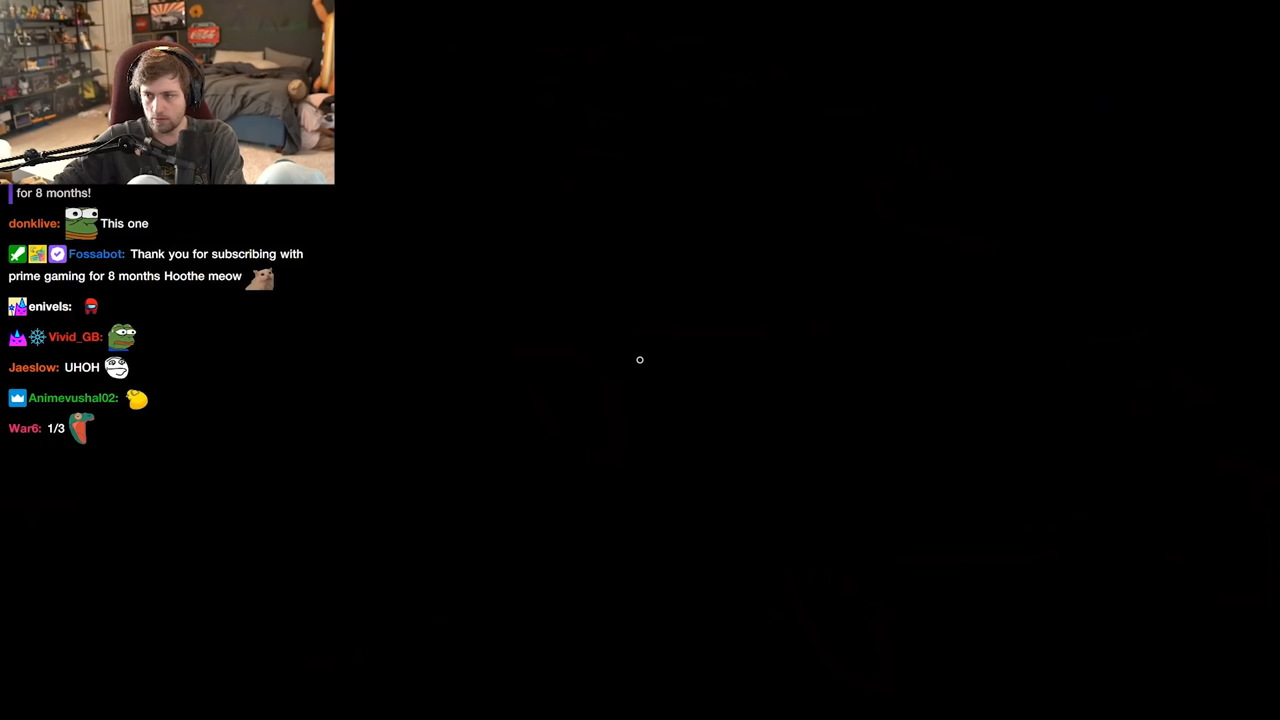 for 8 months!
donklive: This one
Fossabot: Thank you for subscribing with
prime gaming for 8 months Hoothe meow
enivels:
Vivid_GB:
Jaeslow: UHOH
Animevushal02:
War6: 1/3